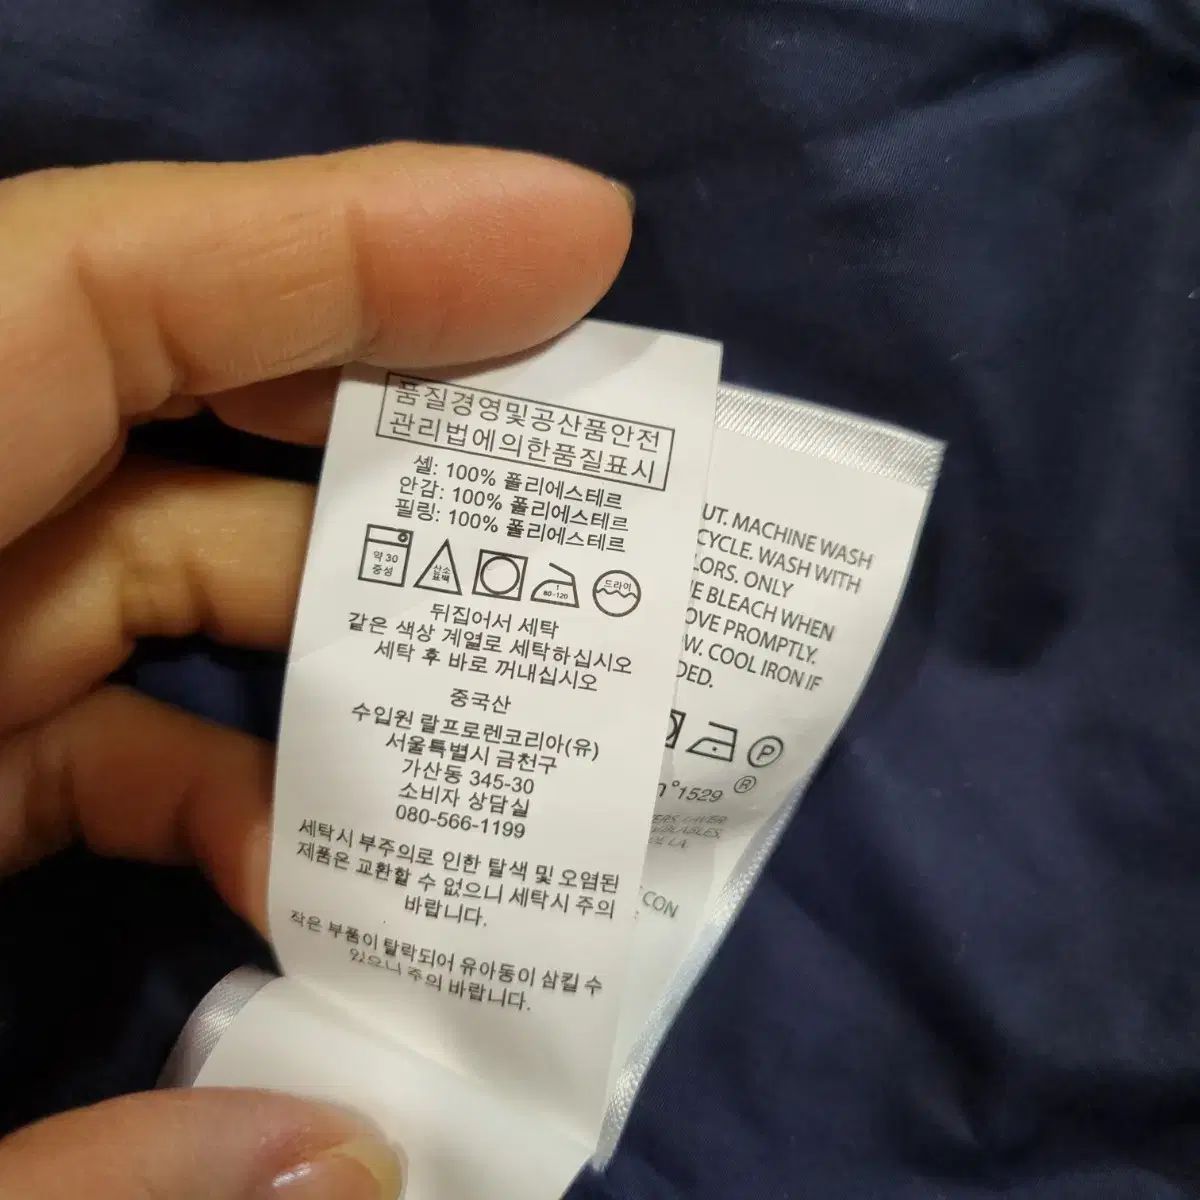 품질경영및공산품안전
관리법에의한품질표시
셸: 100% 폴리에스테르
안감: 100% 폴리에스테르
필링: 100% 폴리에스테르
약 30
중성
산소
표백
1
80-120
드라이
뒤집어서 세탁
같은 색상 계열로 세탁하십시오
세탁 후 바로 꺼내십시오
중국산
수입원 랄프로렌코리아(유)
서울특별시 금천구
가산동 345-30
소비자 상담실
080-566-1199
세탁시 부주의로 인한 탈색 및 오염된
제품은 교환할 수 없으니 세탁시 주의
바랍니다.
작은 부품이 탈락되어 유아동이 삼킬 수
있으니 주의 바랍니다.
UT. MACHINE WASH
CYCLE. WASH WITH
LORS. ONLY
E BLEACH WHEN
OVE PROMPTLY.
W. COOL IRON IF
DED.
P
n°1529 ®
LAVER
LA
CON